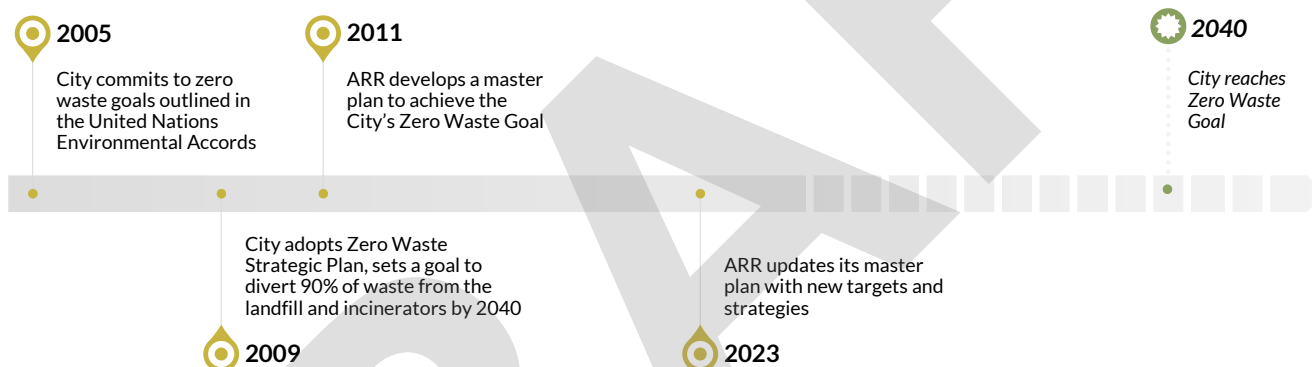 2005
City commits to zero
waste goals outlined in
the United Nations
Environmental Accords
2011
ARR develops a master
plan to achieve the
City's Zero Waste Goal
2040
City reaches
Zero Waste
Goal
City adopts Zero Waste
Strategic Plan, sets a goal to
divert 90% of waste from the
landfill and incinerators by 2040
2009
ARR updates its master
plan with new targets and
strategies
2023